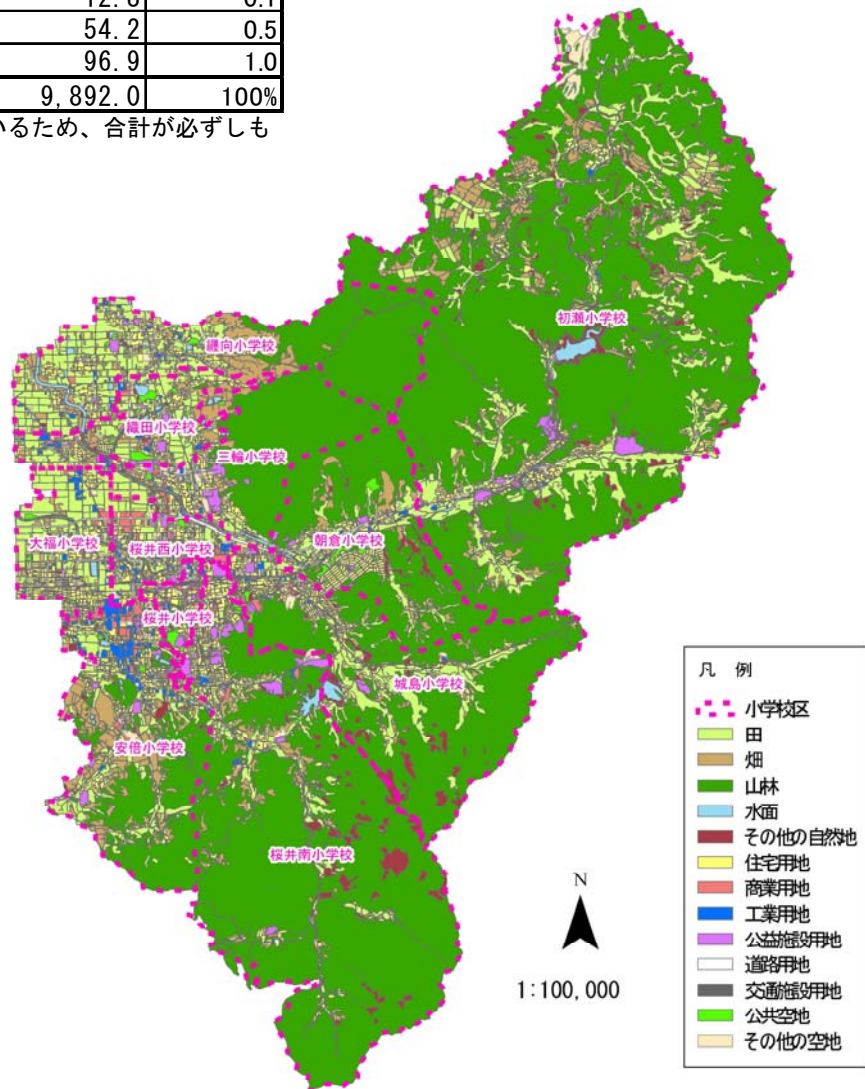 54.2 0.5
96.9 1.0
9,892.0 100%
いるため、合計が必ずしも
初瀬小学校
纒向小学校
織田小学校
三輪小学校
大福小学校
桜井西小学校
朝倉小学校
桜井小学校
城島小学校
安倍小学校
桜井南小学校
N
1:100,000
凡 例
小学校区
田
畑
山林
水面
その他の自然地
住宅用地
商業用地
工業用地
公益施設用地
道路用地
交通施設用地
公共空地
その他の空地